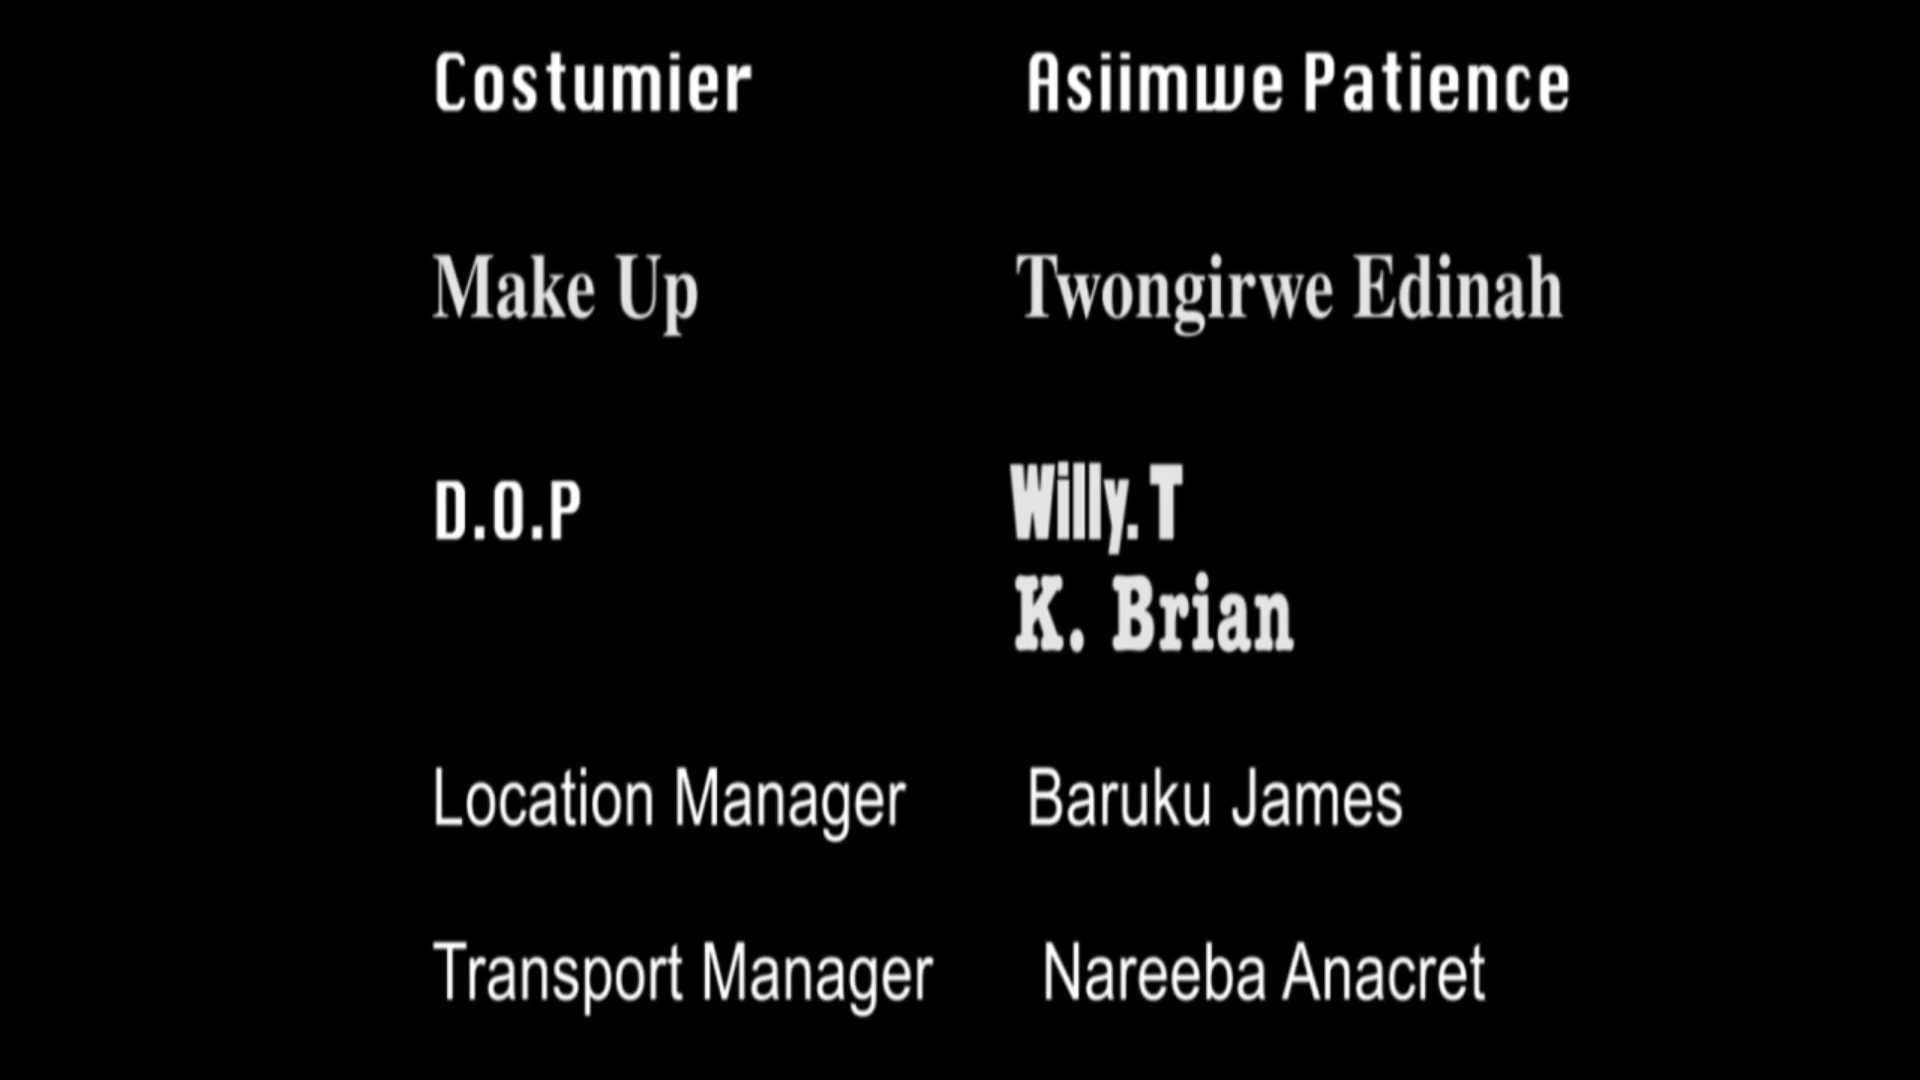 Costumier Asiimwe Patience
Make Up Twongirwe Edinah
D.O.P Willy. T
K. Brian
Location Manager Baruku James
Transport Manager Nareeba Anacret